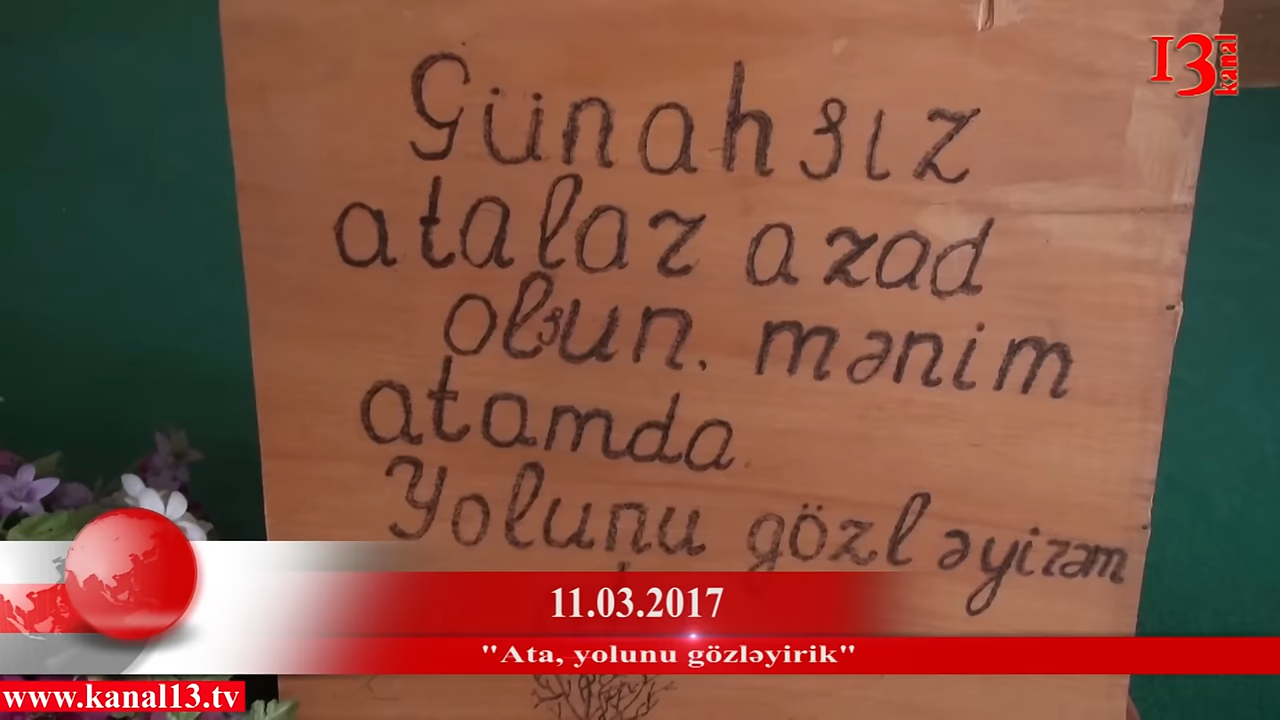 13 kanal
Günahsız
atalar azad
olsun. mənim
atamda.
Yolunu gözləyirəm
11.03.2017
"Ata, yolunu gözləyirik"
www.kanal13.tv